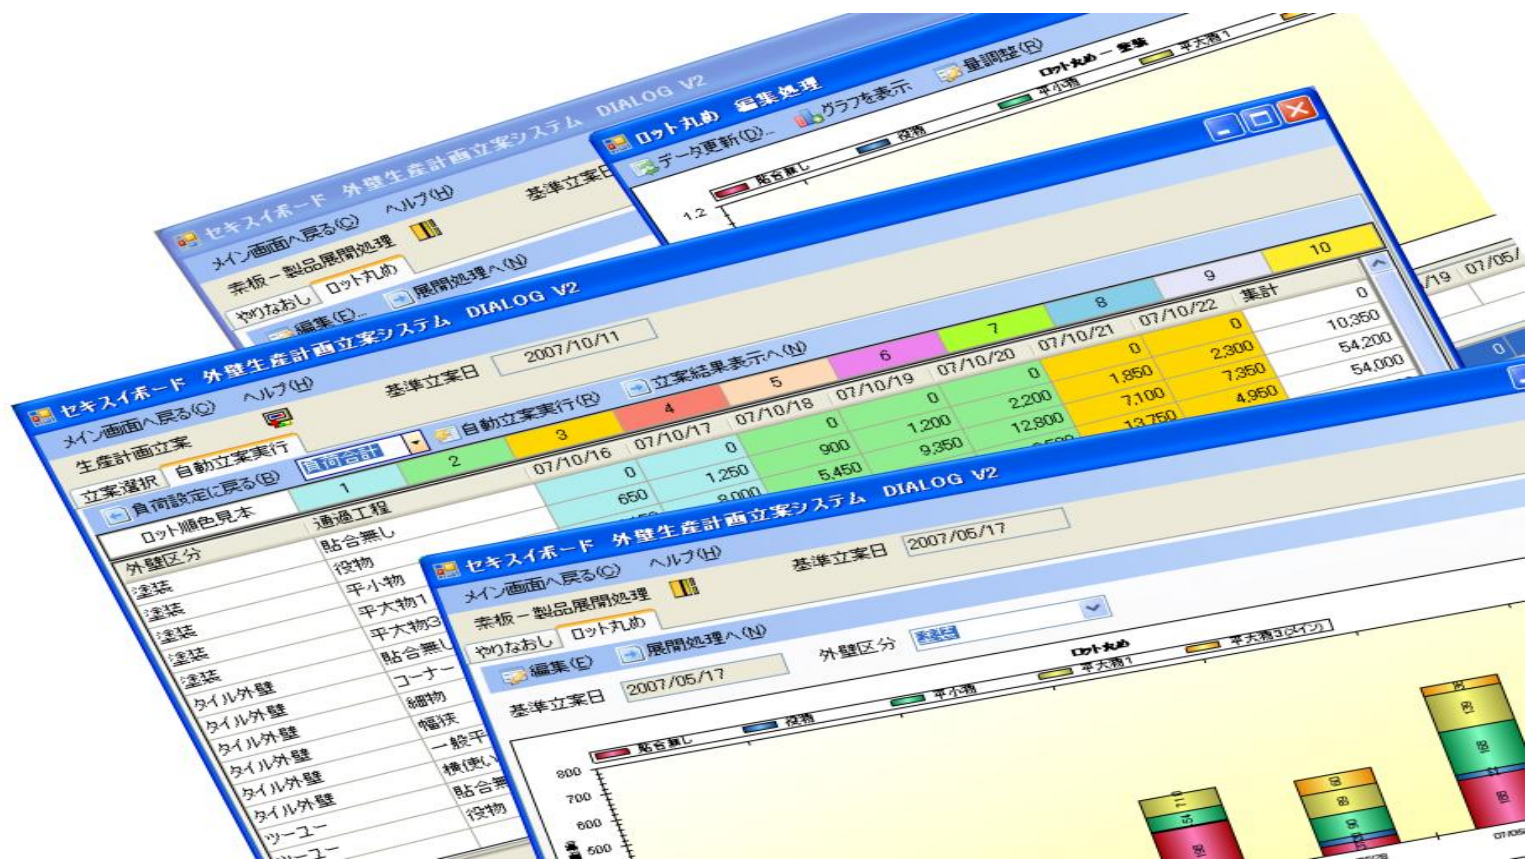 セキスイボード 外壁生産計画立案システム DIALOG V2
メイン画面へ戻る(C) ヘルプ(H)
素板－製品展開処理
基準立案日
やりなおし ロット丸め
編集(E)... 展開処理へ(N)
ロット丸め 編集処理
データ更新(D)... グラフを表示 量調整(R)
ロット丸め － 塗装
貼合無し 役物 平小物 平大物1
1.2
/19 07/05/
セキスイボード 外壁生産計画立案システム DIALOG V2
メイン画面へ戻る(C) ヘルプ(H)
生産計画立案
基準立案日 2007/10/11
立案選択 自動立案実行
負荷設定に戻る(B) 負荷合計 自動立案実行(R) 立案結果表示へ(N)
ロット順色見本 1 2 3 4 5 6 7 8 9 10
外壁区分 通過工程 07/10/16 07/10/17 07/10/18 07/10/19 07/10/20 07/10/21 07/10/22 集計
塗装 貼合無し 0 0 0 0 0 0 0 0
塗装 役物 650 1,250 900 1,200 2,200 1,850 2,300 10,350
塗装 平小物 8,000 5,450 9,350 12,800 7,100 7,350 54,200
塗装 平大物1 13,750 4,950 54,000
タイル外壁 平大物3
タイル外壁 貼合無し
タイル外壁 コーナー
タイル外壁 細物
タイル外壁 幅狭
ツーユー 一般平
ツーユー 横使い
貼合無
役物
0
セキスイボード 外壁生産計画立案システム DIALOG V2
メイン画面へ戻る(C) ヘルプ(H)
素板－製品展開処理
基準立案日 2007/05/17
やりなおし ロット丸め
編集(E) 展開処理へ(N)
基準立案日 2007/05/17 外壁区分
ロット丸め
貼合無し 役物 平小物 平大物1 平大物3(メイン)
800
700
600
500